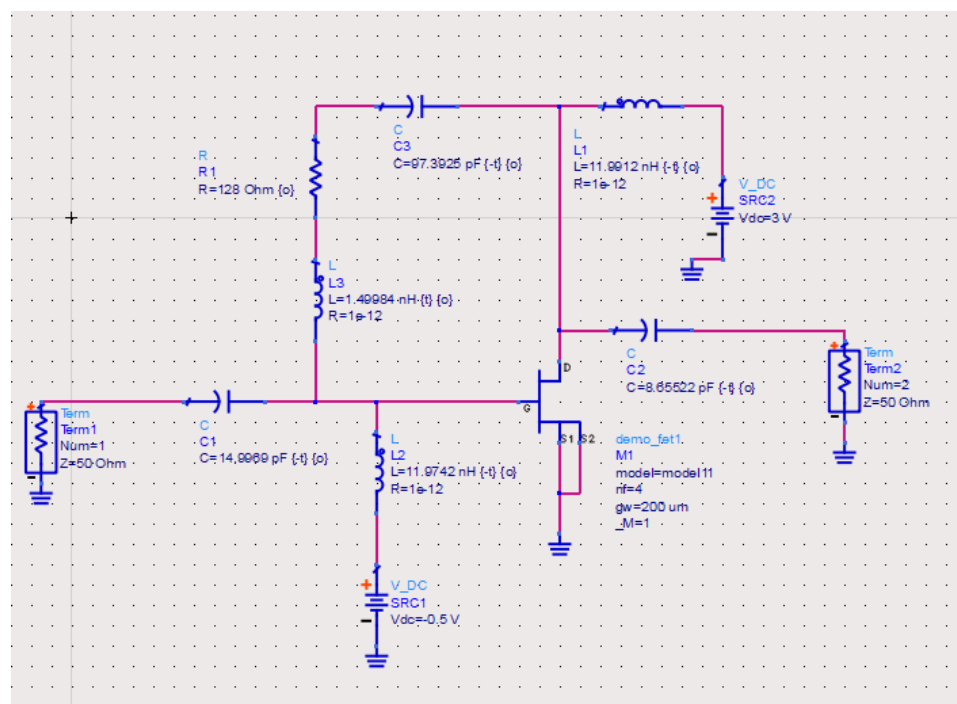 C
C3
C=97.3925 pF {-t} {o}
R
R1
R=128 Ohm {o}
L
L1
L=11.9912 nH {-t} {o}
R=1e-12
V_DC
SRC2
Vdc=3 V
L
L3
L=1.49984 nH {t} {o}
R=1e-12
C
C2
C=8.65522 pF {-t} {o}
Term
Term2
Num=2
Z=50 Ohm
D
G
S1 S2
Term
Term1
Num=1
Z=50 Ohm
C
C1
C=14.9969 pF {-t} {o}
L
L2
L=11.9742 nH {-t} {o}
R=1e-12
demo_fet1
M1
model=model11
nf=4
gw=200 um
_M=1
V_DC
SRC1
Vdc=-0.5 V